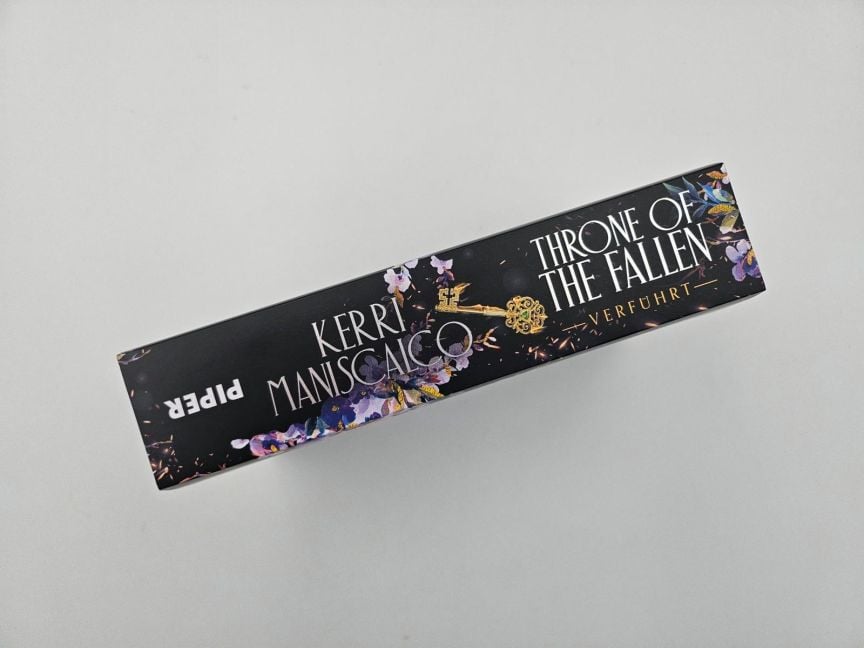 THRONE OF
THE FALLEN
VERFÜHRT
KERRI
MANISCALCO
PIPER